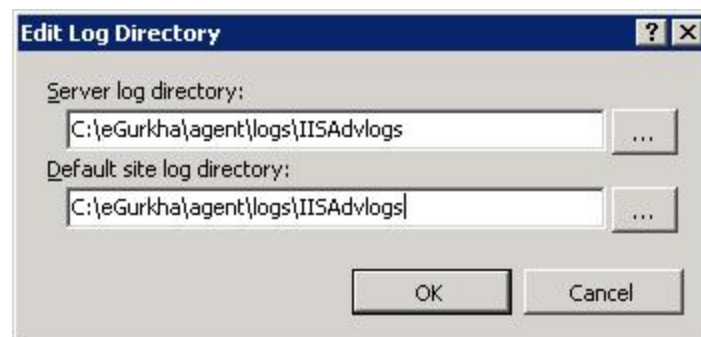 Edit Log Directory
? X
Server log directory:
C:\eGurkha\agent\logs\IISAdvlogs
...
Default site log directory:
C:\eGurkha\agent\logs\IISAdvlogs
...
OK
Cancel